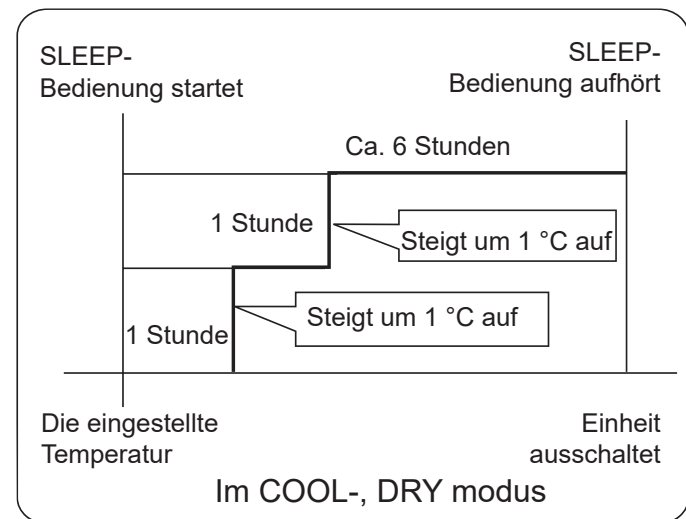 SLEEP-
Bedienung startet
SLEEP-
Bedienung aufhört
Ca. 6 Stunden
1 Stunde
Steigt um 1 °C auf
Steigt um 1 °C auf
1 Stunde
Die eingestellte
Temperatur
Einheit
ausschaltet
Im COOL-, DRY modus